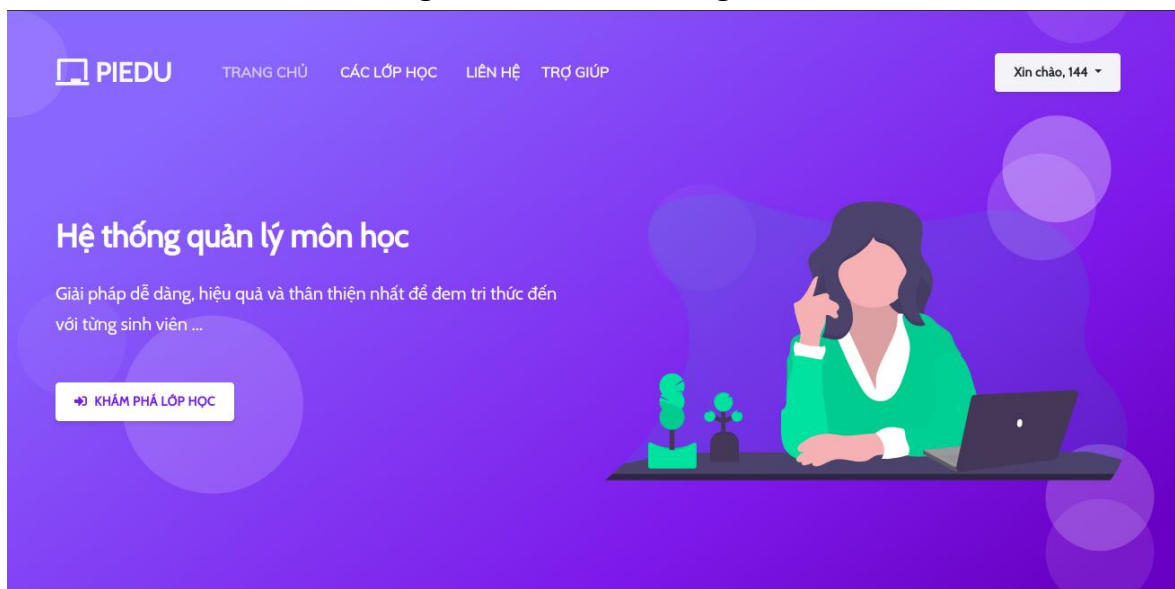 PIEDU
TRANG CHỦ CÁC LỚP HỌC LIÊN HỆ TRỢ GIÚP
Xin chào, 144
Hệ thống quản lý môn học
Giải pháp dễ dàng, hiệu quả và thân thiện nhất để đem tri thức đến
với từng sinh viên ...
KHÁM PHÁ LỚP HỌC